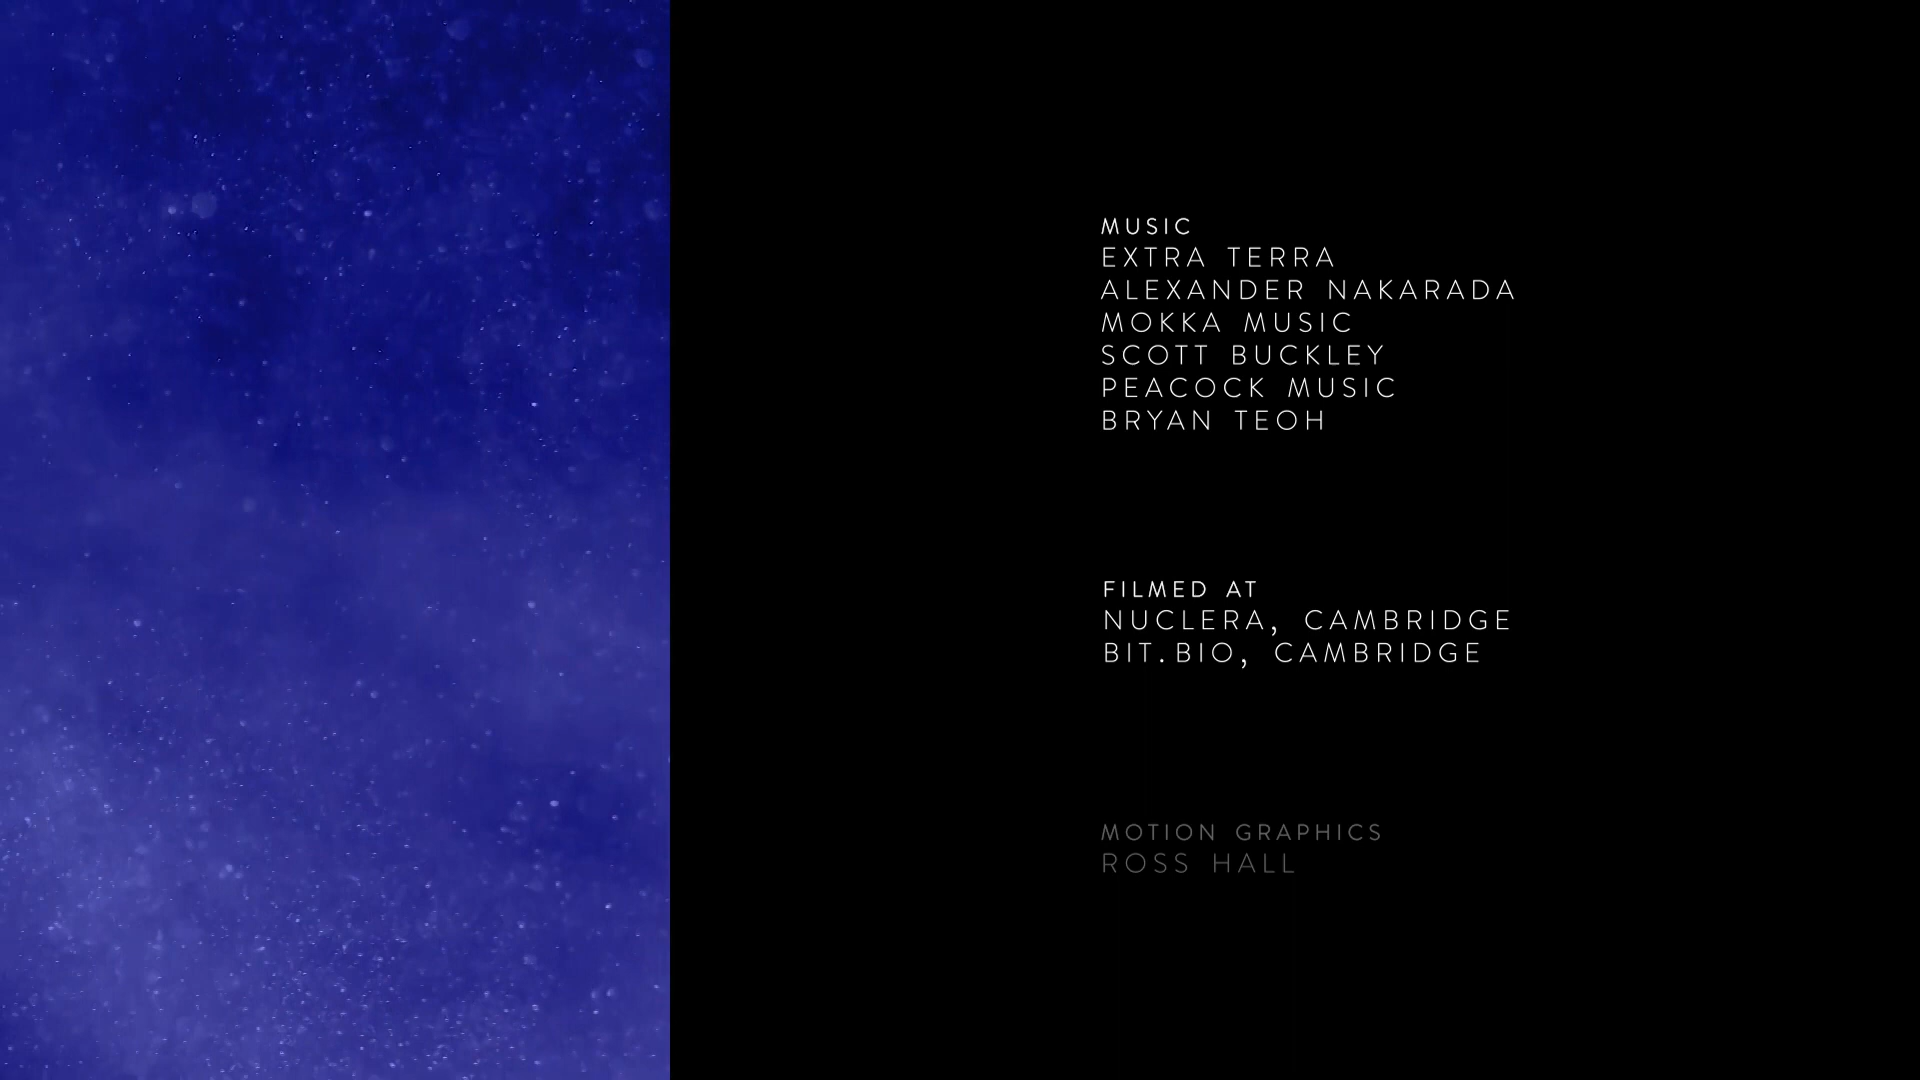 MUSIC
EXTRA TERRA
ALEXANDER NAKARADA
MOKKA MUSIC
SCOTT BUCKLEY
PEACOCK MUSIC
BRYAN TEOH
FILMED AT
NUCLERA, CAMBRIDGE
BIT.BIO, CAMBRIDGE
MOTION GRAPHICS
ROSS HALL